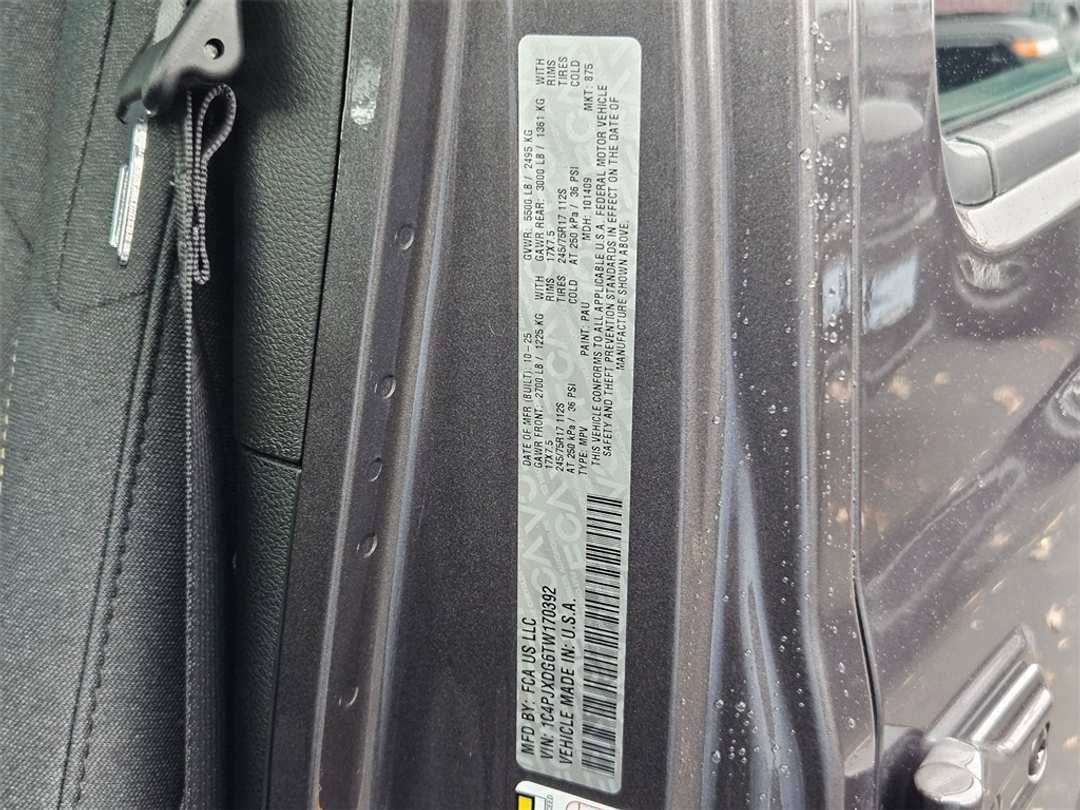 MFD BY: FCA US LLC
VIN: 1C4PJXDG6TW170392
VEHICLE MADE IN: U.S.A.
DATE OF MFR (BUILT): 10-25
GVWR: 5500 LB / 2495 KG
GAWR FRONT: 2700 LB / 1225 KG WITH
17X7.5 RIMS
245/75R17 112S TIRES
AT 250 kPa / 36 PSI COLD
GAWR REAR: 3000 LB / 1361 KG WITH
17X7.5 RIMS
245/75R17 112S TIRES
AT 250 kPa / 36 PSI COLD
TYPE: MPV PAINT: PAU MDH: 101409 MKT: 875
THIS VEHICLE CONFORMS TO ALL APPLICABLE U.S.A. FEDERAL MOTOR VEHICLE
SAFETY AND THEFT PREVENTION STANDARDS IN EFFECT ON THE DATE OF
MANUFACTURE SHOWN ABOVE.